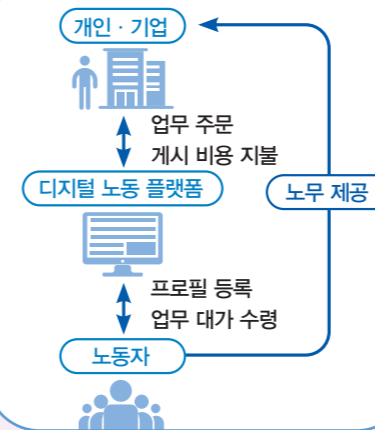 개인 · 기업
업무 주문
게시 비용 지불
디지털 노동 플랫폼
노무 제공
프로필 등록
업무 대가 수령
노동자